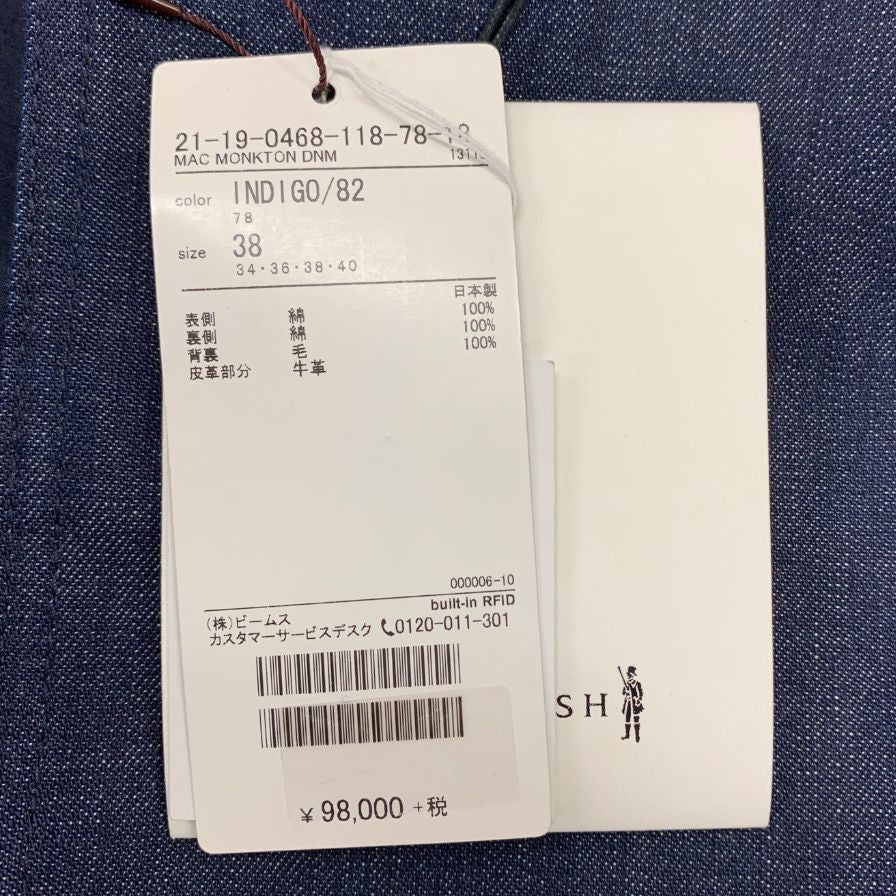 21-19-0468-118-78-18
MAC MONKTON DNM
color INDIGO/82
78
size 38
34・36・38・40
日本製
表側 綿 100%
裏側 綿 100%
背裏 毛 100%
皮革部分 牛革
000006-10
built-in RFID
(株)ビームス
カスタマーサービスデスク 0120-011-301
¥98,000 +税
SH